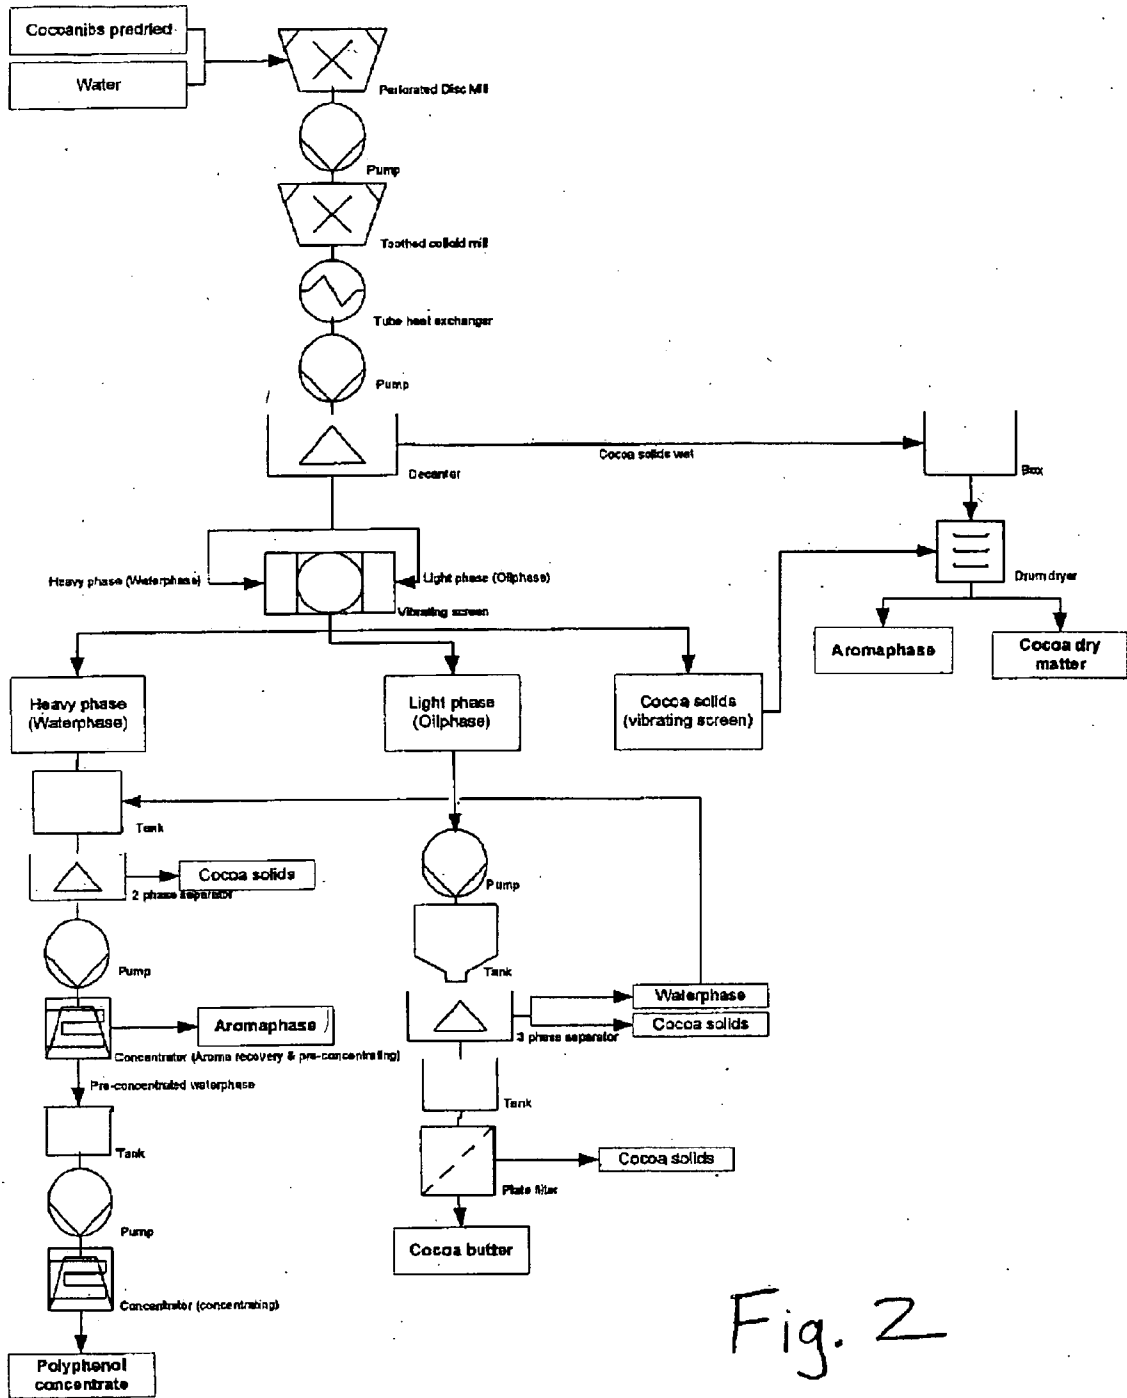 Cocoanibs predried
Water
Perforated Disc Mill
Pump
Toothed colloid mill
Tube heat exchanger
Pump
Decanter
Cocoa solids wet
Box
Heavy phase (Waterphase)
Light phase (Oilphase)
Vibrating screen
Drum dryer
Aromaphase
Cocoa dry
matter
Heavy phase
(Waterphase)
Light phase
(Oilphase)
Cocoa solids
(vibrating screen)
Tank
Cocoa solids
2 phase separator
Pump
Pump
Tank
Aromaphase
Concentrator (Aroma recovery & pre-concentrating)
Waterphase
Cocoa solids
3 phase separator
Pre-concentrated waterphase
Tank
Tank
Cocoa solids
Plate filter
Pump
Cocoa butter
Concentrator (concentrating)
Polyphenol
concentrate
Fig. 2